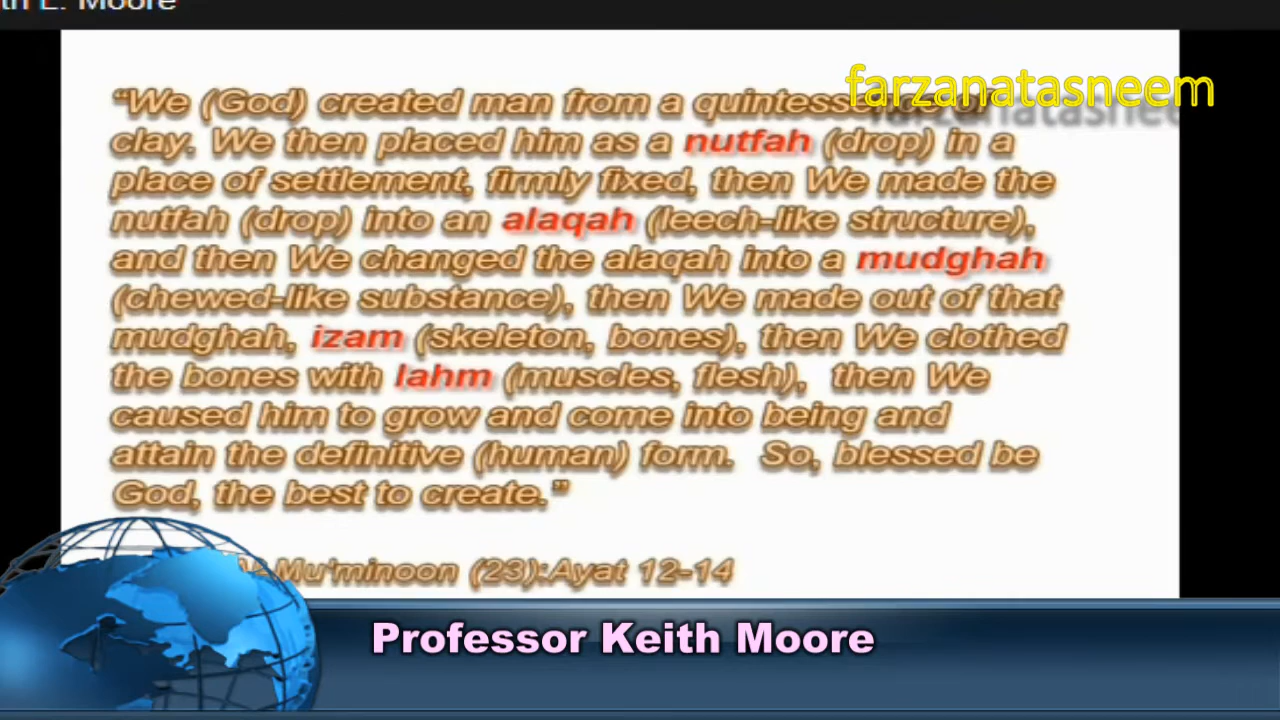 Moore
farzanatasneem
“We (God) created man from a
clay. We then placed him as a nutfah (drop) in a
place of settlement, firmly fixed, then We made the
nutfah (drop) into an alaqah (leech-like structure),
and then We changed the alaqah into a mudghah
(chewed-like substance), then We made out of that
mudghah, izam (skeleton, bones), then We clothed
the bones with lahm (muscles, flesh), then We
caused him to grow and come into being and
attain the definitive (human) form. So, blessed be
God, the best to create.”
Mu'minoon (23):Ayat 12-14
Professor Keith Moore